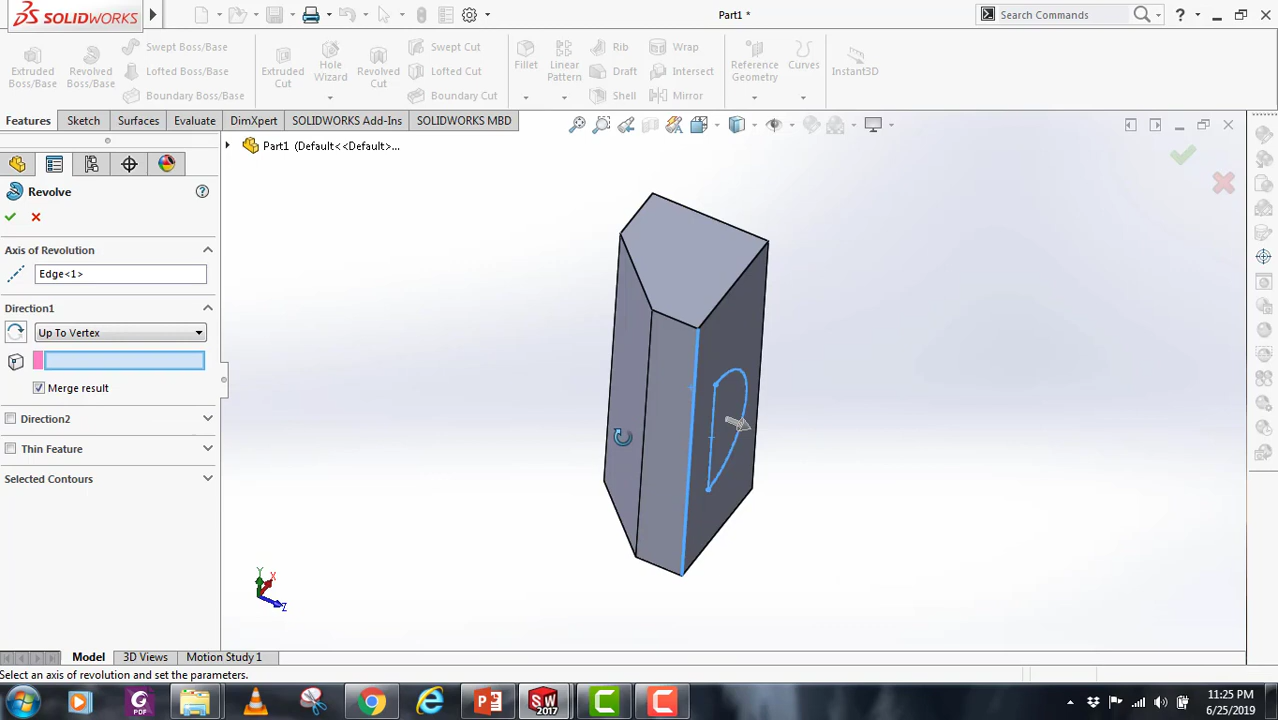 SOLIDWORKS
Part1 *
Search Commands
Extruded Boss/Base
Revolved Boss/Base
Swept Boss/Base
Lofted Boss/Base
Boundary Boss/Base
Extruded Cut
Hole Wizard
Revolved Cut
Swept Cut
Lofted Cut
Boundary Cut
Fillet
Linear Pattern
Rib
Draft
Shell
Wrap
Intersect
Mirror
Reference Geometry
Curves
Instant3D
Features
Sketch
Surfaces
Evaluate
DimXpert
SOLIDWORKS Add-Ins
SOLIDWORKS MBD
Part1 (Default<<Default>...
Revolve
Axis of Revolution
Edge<1>
Direction1
Up To Vertex
Merge result
Direction2
Thin Feature
Selected Contours
Y
X
Z
Model
3D Views
Motion Study 1
Select an axis of revolution and set the parameters.
PDF
SW
2017
11:25 PM
6/25/2019